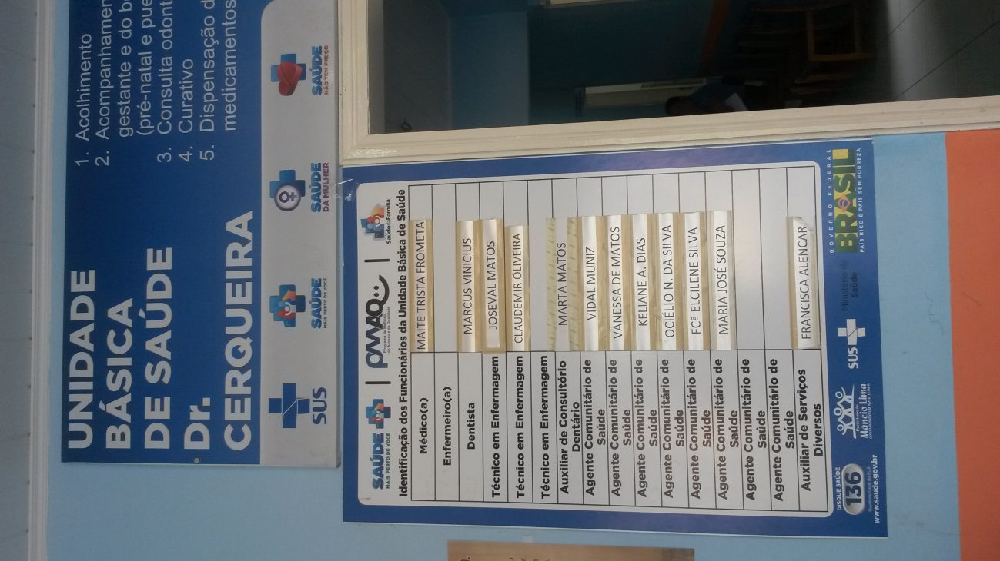 UNIDADE
BÁSICA
DE SAÚDE
Dr.
CERQUEIRA
1. Acolhimento
2. Acompanhamen
gestante e do b
(pré-natal e pue
3. Consulta odont
4. Curativo
5. Dispensação d
medicamentos
SUS
SAÚDE
MAIS PERTO DE VOCÊ
SAÚDE
DA MULHER
SAÚDE
NÃO TEM PREÇO
SAÚDE
MAIS PERTO DE VOCÊ
PMAQ
Saúde da Família
Identificação dos Funcionários da Unidade Básica de Saúde
Médico(a) MAITE TRISTA FROMETA
Enfermeiro(a)
Dentista MARCUS VINICIUS
Técnico em Enfermagem JOSEVAL MATOS
Técnico em Enfermagem CLAUDEMIR OLIVEIRA
Técnico em Enfermagem
Auxiliar de Consultório
Dentário MARTA MATOS
Agente Comunitário de
Saúde VIDAL MUNIZ
Agente Comunitário de
Saúde VANESSA DE MATOS
Agente Comunitário de
Saúde KELIANE A. DIAS
Agente Comunitário de
Saúde OCIÉLIO N. DA SILVA
Agente Comunitário de
Saúde FCª ELCILENE SILVA
Agente Comunitário de
Saúde MARIA JOSÉ SOUZA
Agente Comunitário de
Saúde
Agente Comunitário de
Saúde
Auxiliar de Serviços
Diversos FRANCISCA ALENCAR
DISQUE SAÚDE
136
Ouvidoria Geral do SUS
www.saude.gov.br
Prefeitura de
Mâncio Lima
SUS
Ministério da
Saúde
GOVERNO FEDERAL
BRASIL
PAÍS RICO É PAÍS SEM POBREZA